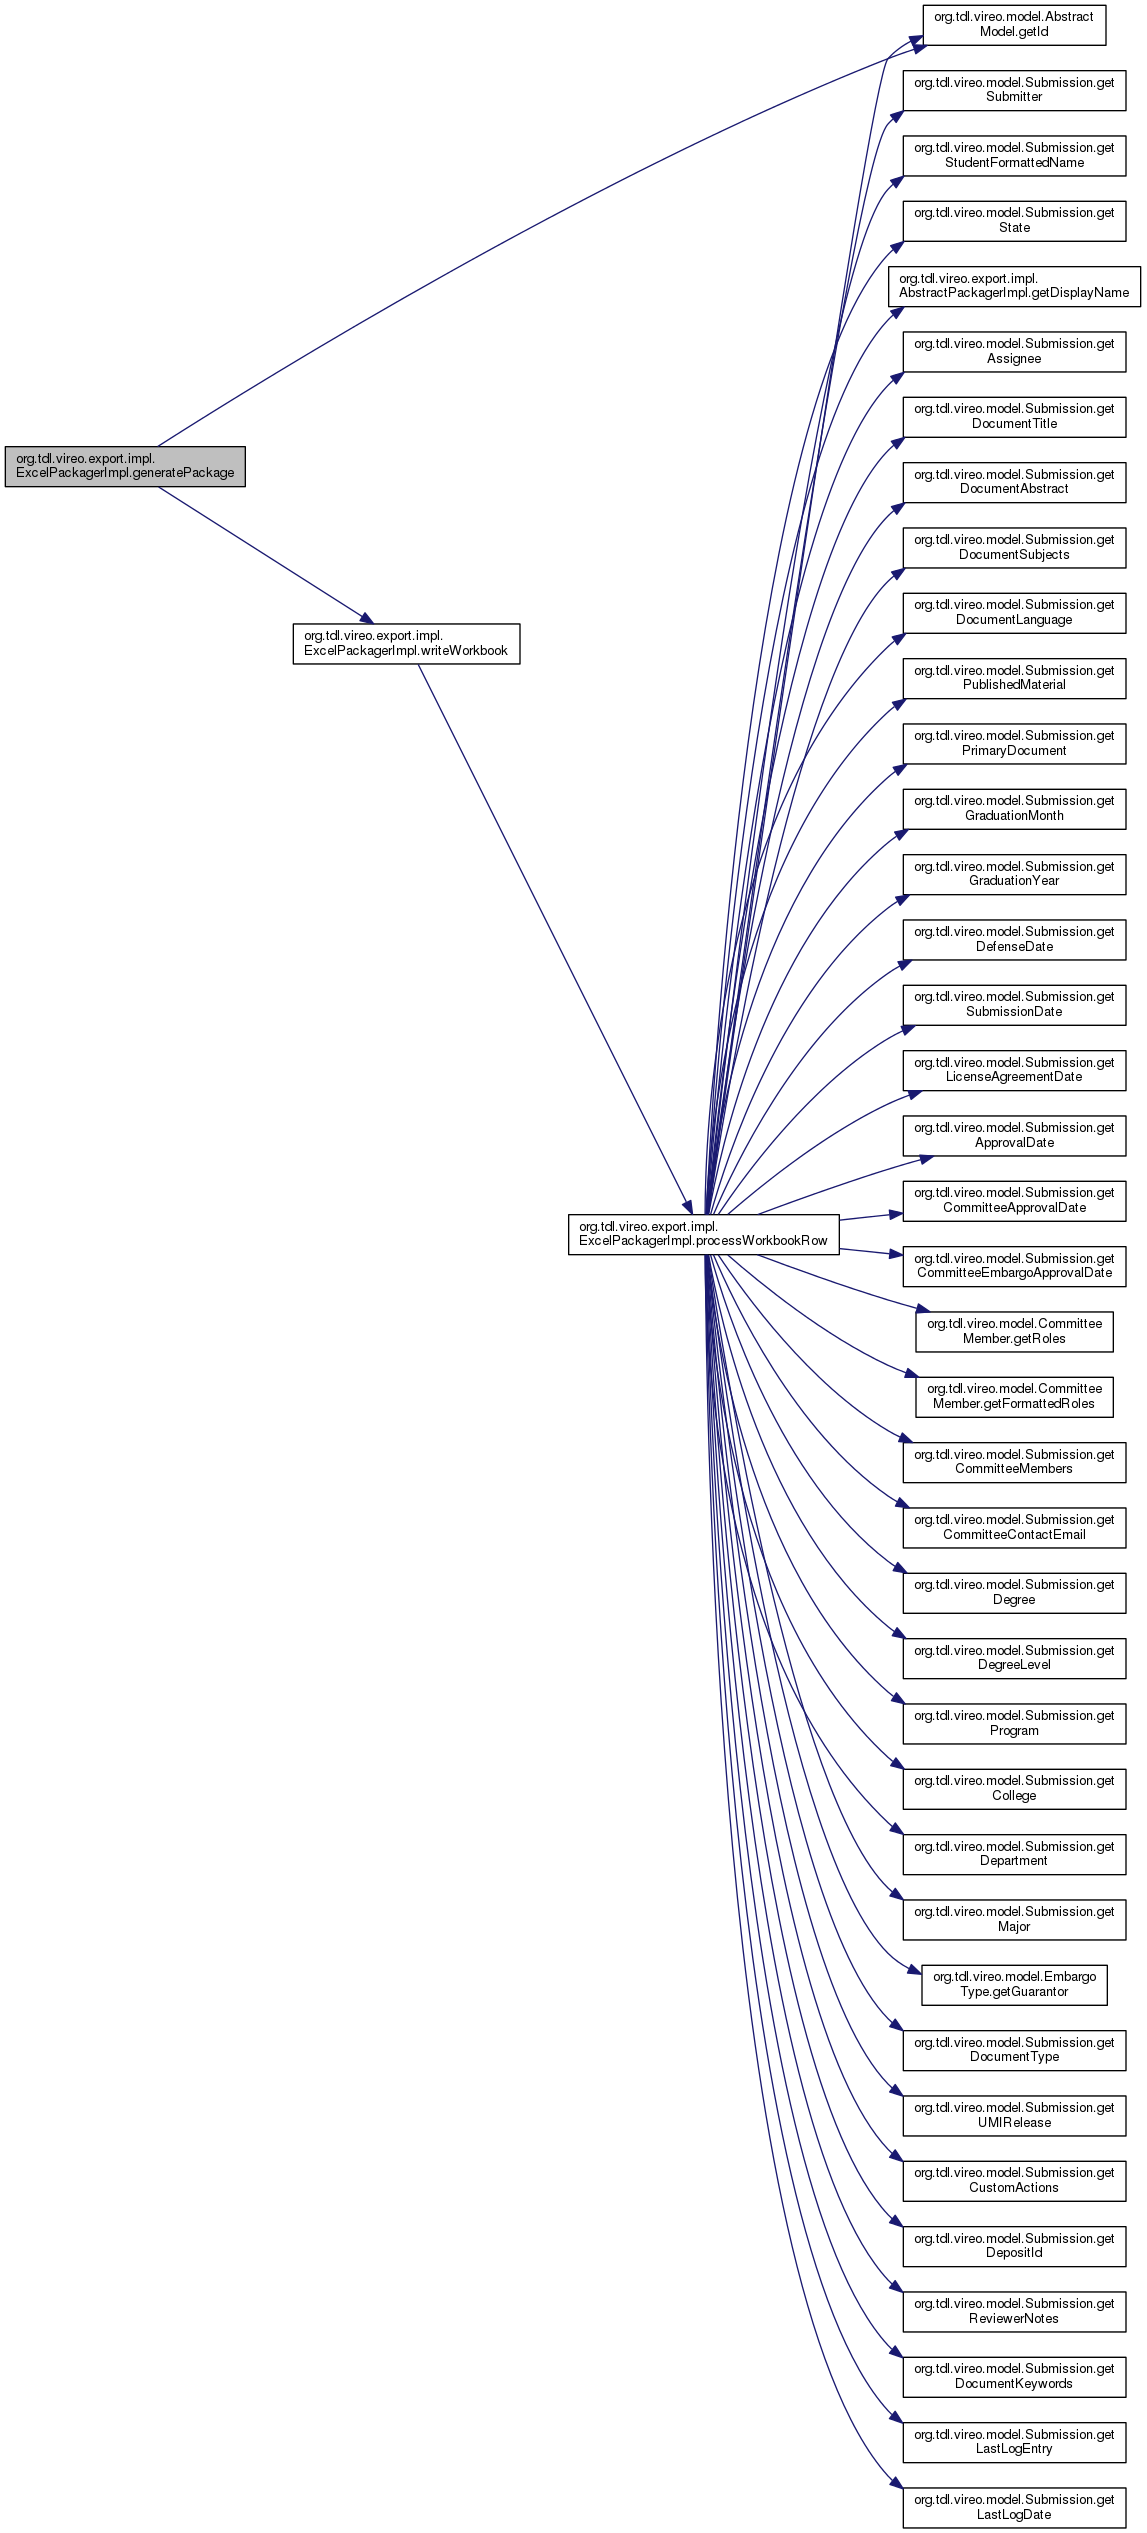 org.tdl.vireo.model.Abstract
Model.getId
org.tdl.vireo.model.Submission.get
Submitter
org.tdl.vireo.model.Submission.get
StudentFormattedName
org.tdl.vireo.model.Submission.get
State
org.tdl.vireo.export.impl.
AbstractPackagerImpl.getDisplayName
org.tdl.vireo.model.Submission.get
Assignee
org.tdl.vireo.model.Submission.get
DocumentTitle
org.tdl.vireo.export.impl.
ExcelPackagerImpl.generatePackage
org.tdl.vireo.model.Submission.get
DocumentAbstract
org.tdl.vireo.model.Submission.get
DocumentSubjects
org.tdl.vireo.model.Submission.get
DocumentLanguage
org.tdl.vireo.export.impl.
ExcelPackagerImpl.writeWorkbook
org.tdl.vireo.model.Submission.get
PublishedMaterial
org.tdl.vireo.model.Submission.get
PrimaryDocument
org.tdl.vireo.model.Submission.get
GraduationMonth
org.tdl.vireo.model.Submission.get
GraduationYear
org.tdl.vireo.model.Submission.get
DefenseDate
org.tdl.vireo.model.Submission.get
SubmissionDate
org.tdl.vireo.model.Submission.get
LicenseAgreementDate
org.tdl.vireo.model.Submission.get
ApprovalDate
org.tdl.vireo.model.Submission.get
CommitteeApprovalDate
org.tdl.vireo.export.impl.
ExcelPackagerImpl.processWorkbookRow
org.tdl.vireo.model.Submission.get
CommitteeEmbargoApprovalDate
org.tdl.vireo.model.Committee
Member.getRoles
org.tdl.vireo.model.Committee
Member.getFormattedRoles
org.tdl.vireo.model.Submission.get
CommitteeMembers
org.tdl.vireo.model.Submission.get
CommitteeContactEmail
org.tdl.vireo.model.Submission.get
Degree
org.tdl.vireo.model.Submission.get
DegreeLevel
org.tdl.vireo.model.Submission.get
Program
org.tdl.vireo.model.Submission.get
College
org.tdl.vireo.model.Submission.get
Department
org.tdl.vireo.model.Submission.get
Major
org.tdl.vireo.model.Embargo
Type.getGuarantor
org.tdl.vireo.model.Submission.get
DocumentType
org.tdl.vireo.model.Submission.get
UMIRelease
org.tdl.vireo.model.Submission.get
CustomActions
org.tdl.vireo.model.Submission.get
DepositId
org.tdl.vireo.model.Submission.get
ReviewerNotes
org.tdl.vireo.model.Submission.get
DocumentKeywords
org.tdl.vireo.model.Submission.get
LastLogEntry
org.tdl.vireo.model.Submission.get
LastLogDate